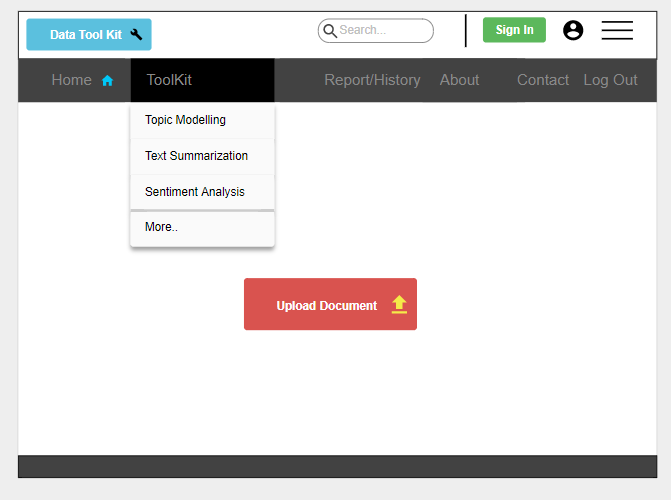 Data Tool Kit
Search...
Sign In
Home
ToolKit
Report/History
About
Contact
Log Out
Topic Modelling
Text Summarization
Sentiment Analysis
More..
Upload Document